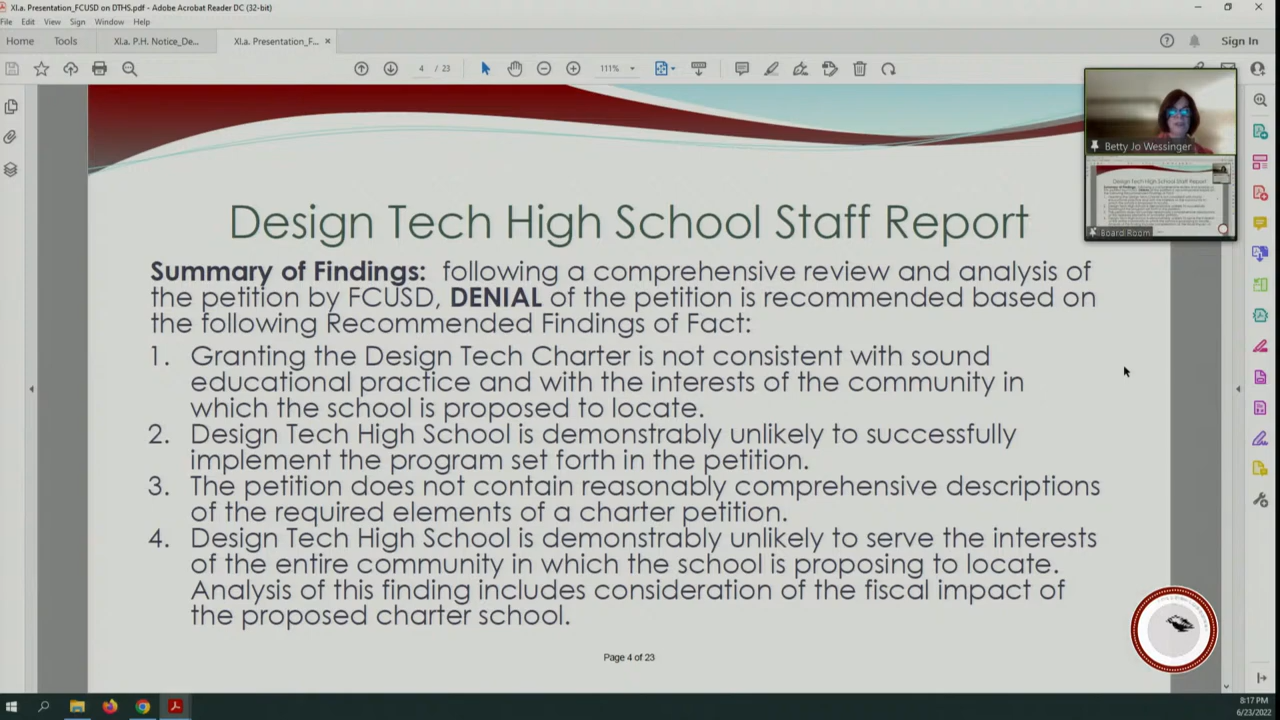 XI.a. Presentation_FCUSD on DTHS.pdf - Adobe Acrobat Reader DC (32-bit)
File Edit View Sign Window Help
Home Tools XI.a. P.H. Notice_De... XI.a. Presentation_F... × Sign In
4 / 23 111%
Betty Jo Wessinger
Design Tech High School Staff Report
Board Room
Design Tech High School Staff Report
Summary of Findings: following a comprehensive review and analysis of
the petition by FCUSD, DENIAL of the petition is recommended based on
the following Recommended Findings of Fact:
1. Granting the Design Tech Charter is not consistent with sound
educational practice and with the interests of the community in
which the school is proposed to locate.
2. Design Tech High School is demonstrably unlikely to successfully
implement the program set forth in the petition.
3. The petition does not contain reasonably comprehensive descriptions
of the required elements of a charter petition.
4. Design Tech High School is demonstrably unlikely to serve the interests
of the entire community in which the school is proposing to locate.
Analysis of this finding includes consideration of the fiscal impact of
the proposed charter school.
Page 4 of 23
8:17 PM
6/23/2022